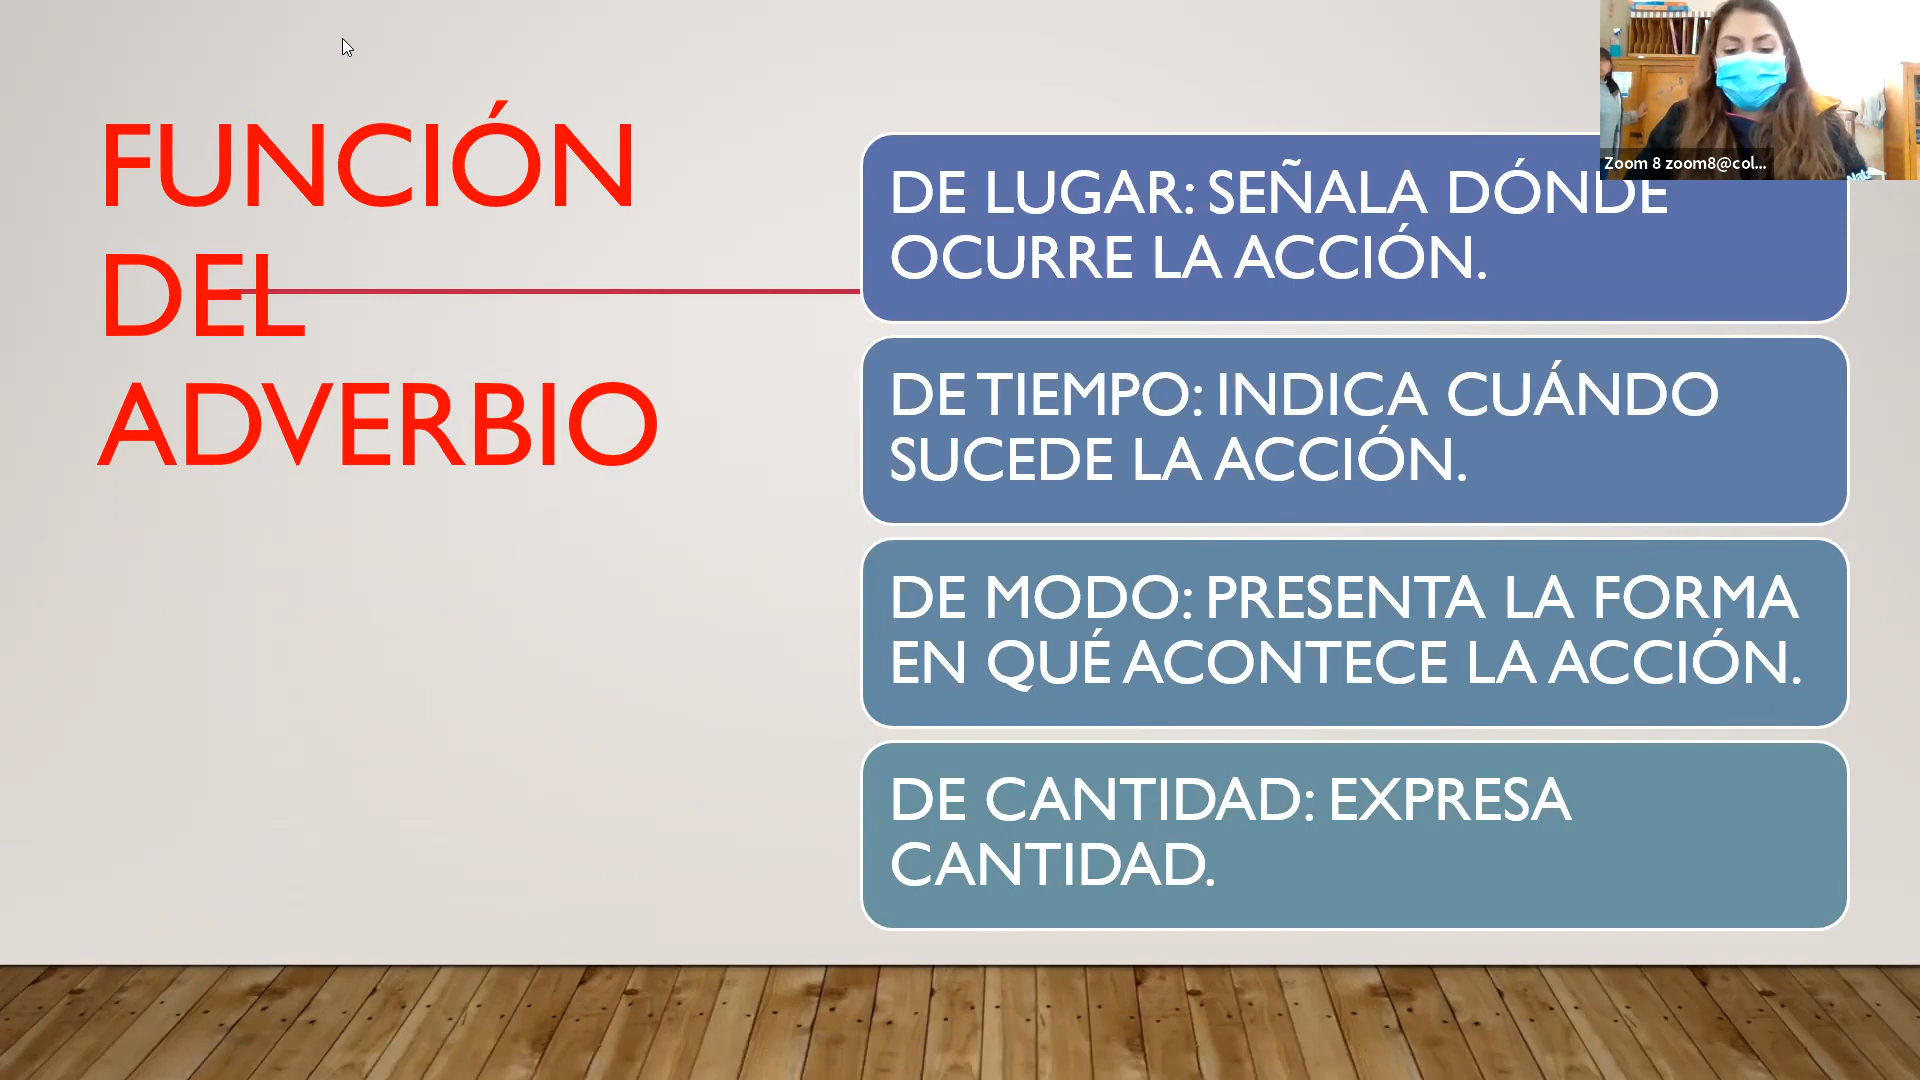 FUNCIÓN
DEL
ADVERBIO
DE LUGAR: SEÑALA DÓNDE
OCURRE LA ACCIÓN.
DE TIEMPO: INDICA CUÁNDO
SUCEDE LA ACCIÓN.
DE MODO: PRESENTA LA FORMA
EN QUÉ ACONTECE LA ACCIÓN.
DE CANTIDAD: EXPRESA
CANTIDAD.
Zoom 8 zoom8@col...